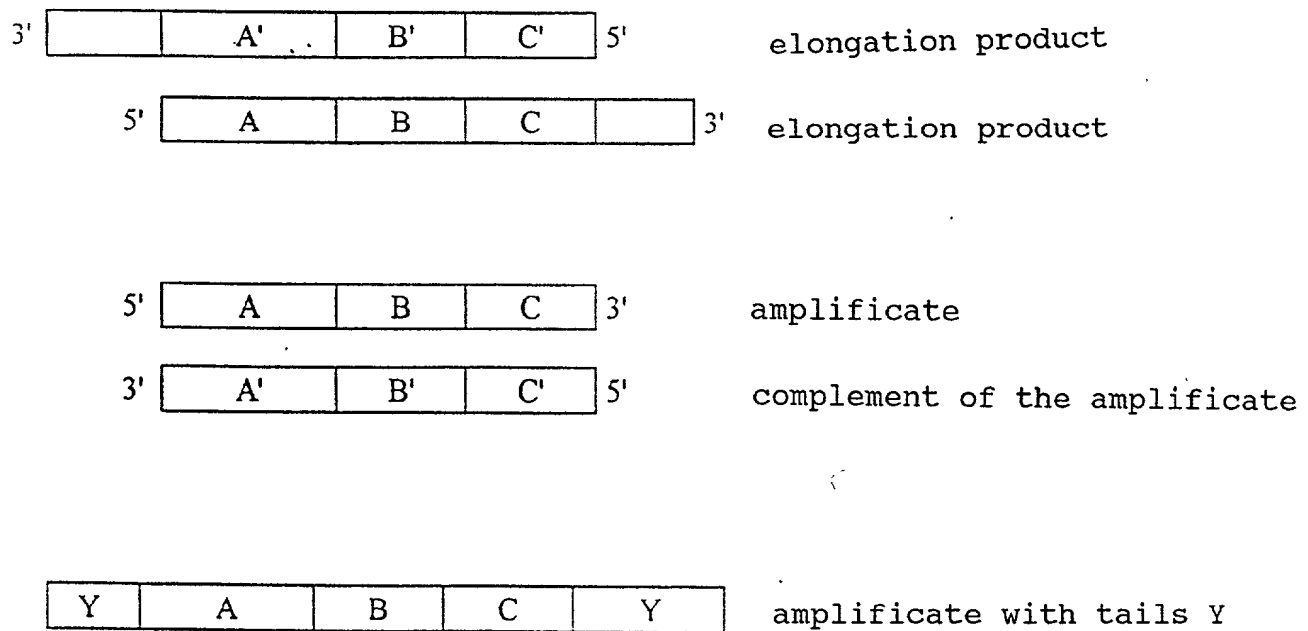 3' A' B' C' 5' elongation product
5' A B C 3' elongation product
5' A B C 3' amplificate
3' A' B' C' 5' complement of the amplificate
Y A B C Y amplificate with tails Y